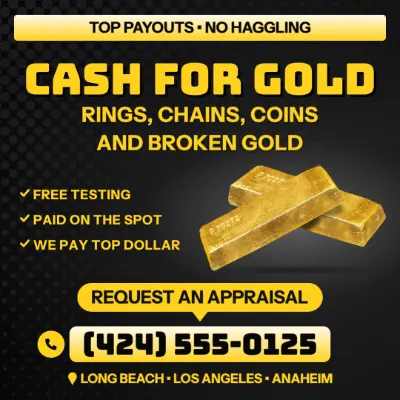 TOP PAYOUTS ▪ NO HAGGLING
CASH FOR GOLD
RINGS, CHAINS, COINS
AND BROKEN GOLD
✓ FREE TESTING
✓ PAID ON THE SPOT
✓ WE PAY TOP DOLLAR
REQUEST AN APPRAISAL
(424) 555-0125
LONG BEACH ▪ LOS ANGELES ▪ ANAHEIM